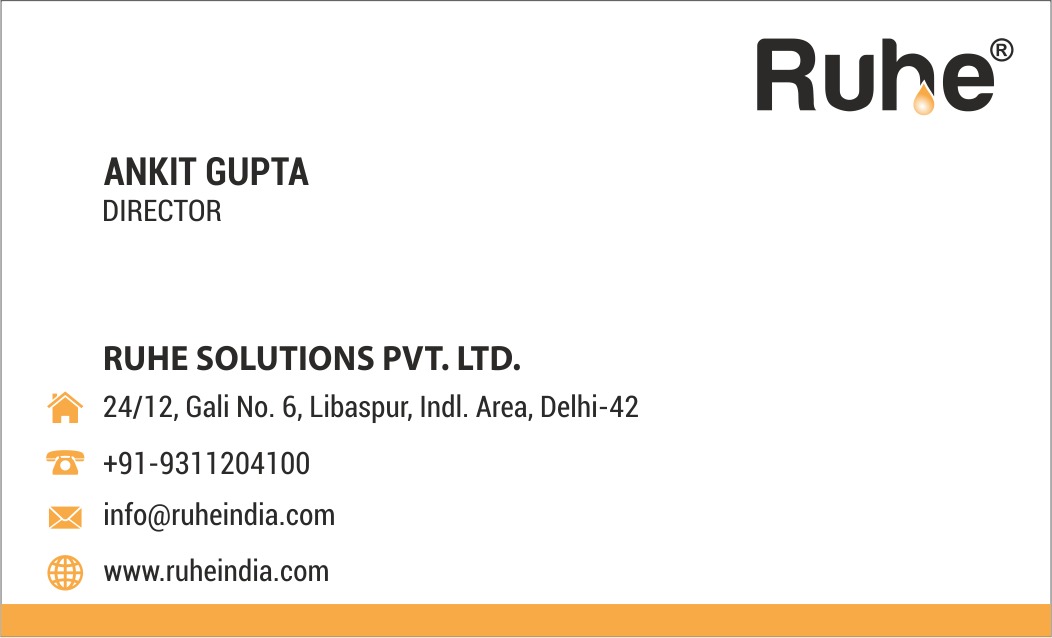 Ruhe®
ANKIT GUPTA
DIRECTOR
RUHE SOLUTIONS PVT. LTD.
24/12, Gali No. 6, Libaspur, Indl. Area, Delhi-42
+91-9311204100
info@ruheindia.com
www.ruheindia.com